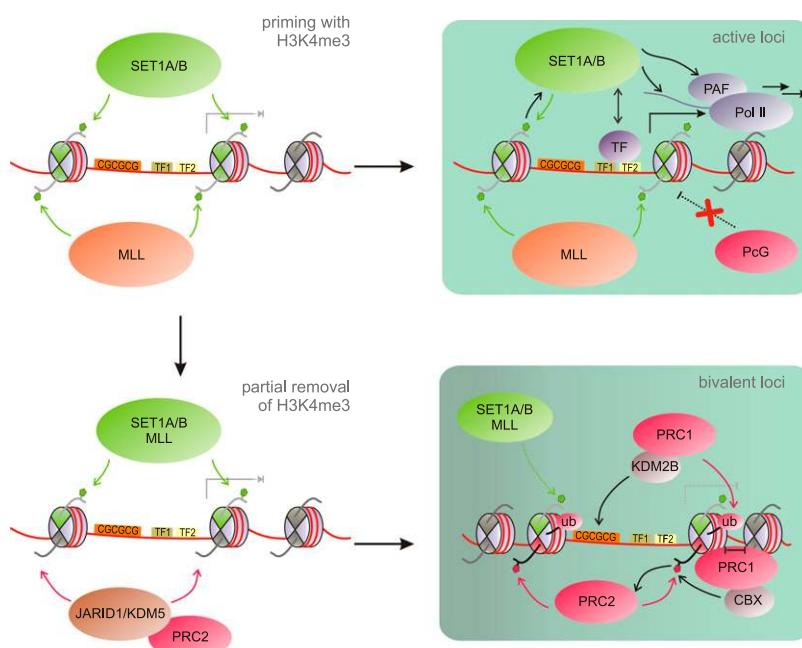 priming with
H3K4me3
SET1A/B
CGCGCG
TF1
TF2
MLL
active loci
SET1A/B
PAF
Pol II
TF
CGCGCG
TF1
TF2
MLL
PcG
partial removal
of H3K4me3
SET1A/B
MLL
CGCGCG
TF1
TF2
JARID1/KDM5
PRC2
bivalent loci
SET1A/B
MLL
PRC1
KDM2B
ub
CGCGCG
TF1
TF2
ub
PRC1
PRC2
CBX